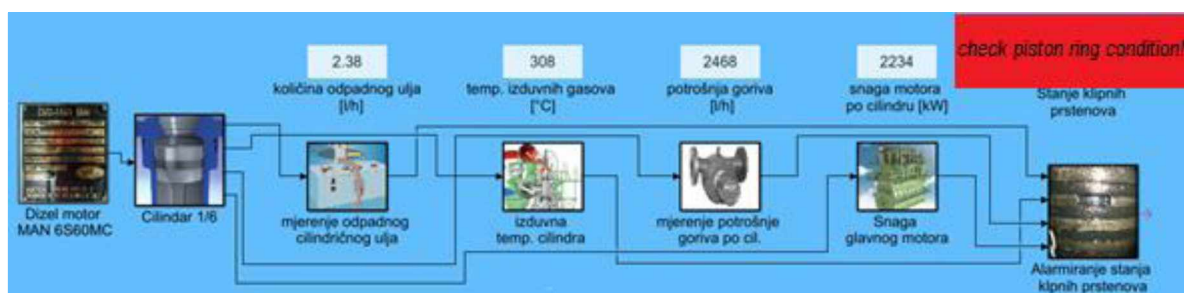 2.38
308
2468
2234
check piston ring condition!
količina odpadnog ulja
[l/h]
temp. izduvnih gasova
[°C]
potrošnja goriva
[l/h]
snaga motora
po cilindru [kW]
Stanje klipnih
prstenova
Dizel motor
MAN 6S60MC
Cilindar 1/6
mjerenje odpadnog
cilindričnog ulja
izduvna
temp. cilindra
mjerenje potrošnje
goriva po cil.
Snaga
glavnog motora
Alarmiranje stanja
klpnih prstenova